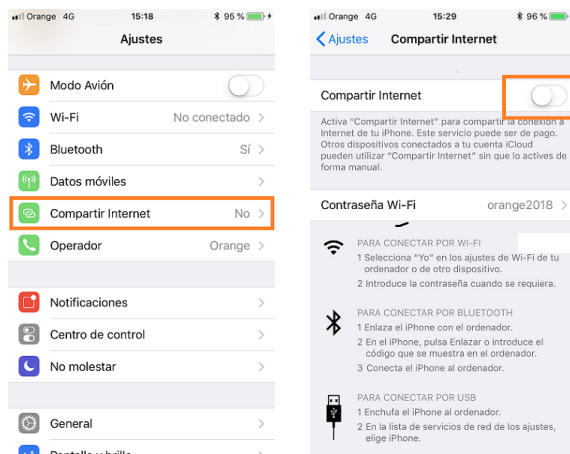 Orange 4G 15:18 95 %
Ajustes
Modo Avión
Wi-Fi No conectado
Bluetooth Sí
Datos móviles
Compartir Internet No
Operador Orange
Notificaciones
Centro de control
No molestar
General
Orange 4G 15:29 96 %
Ajustes Compartir Internet
Compartir Internet
Activa “Compartir Internet” para compartir la conexión a
Internet de tu iPhone. Este servicio puede ser de pago.
Otros dispositivos conectados a tu cuenta iCloud
pueden utilizar “Compartir Internet” sin que lo actives de
forma manual.
Contraseña Wi-Fi orange2018
PARA CONECTAR POR WI-FI
1 Selecciona “Yo” en los ajustes de Wi-Fi de tu
ordenador o de otro dispositivo.
2 Introduce la contraseña cuando se requiera.
PARA CONECTAR POR BLUETOOTH
1 Enlaza el iPhone con el ordenador.
2 En el iPhone, pulsa Enlazar o introduce el
código que se muestra en el ordenador.
3 Conecta el iPhone al ordenador.
PARA CONECTAR POR USB
1 Enchufa el iPhone al ordenador.
2 En la lista de servicios de red de los ajustes,
elige iPhone.